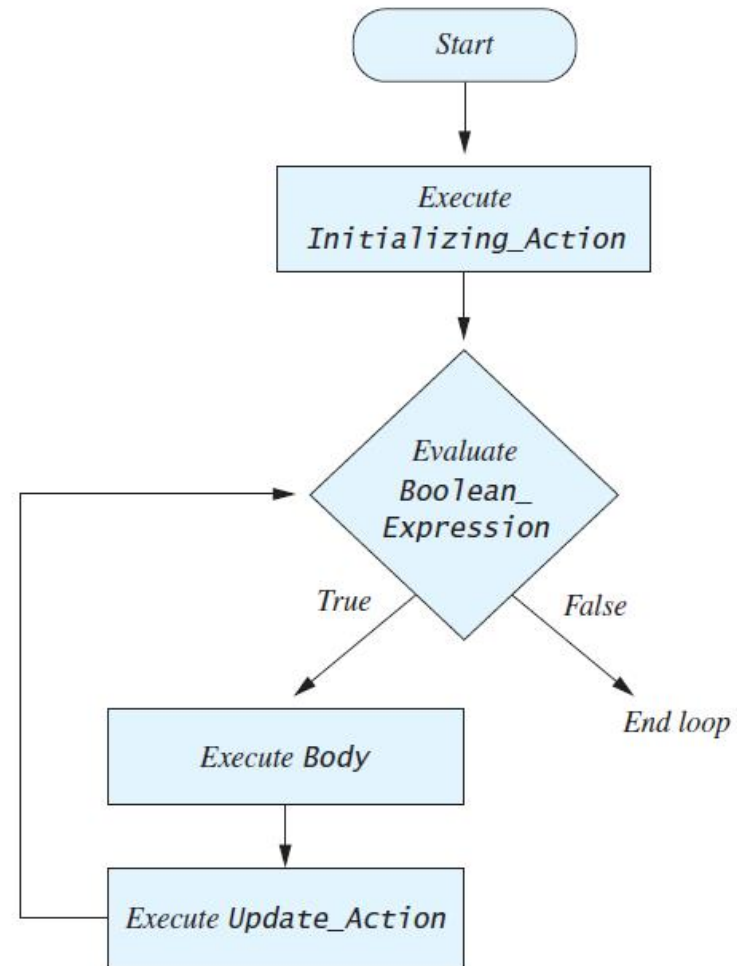 Start
Execute
Initializing_Action
Evaluate
Boolean_
Expression
True
False
End loop
Execute Body
Execute Update_Action